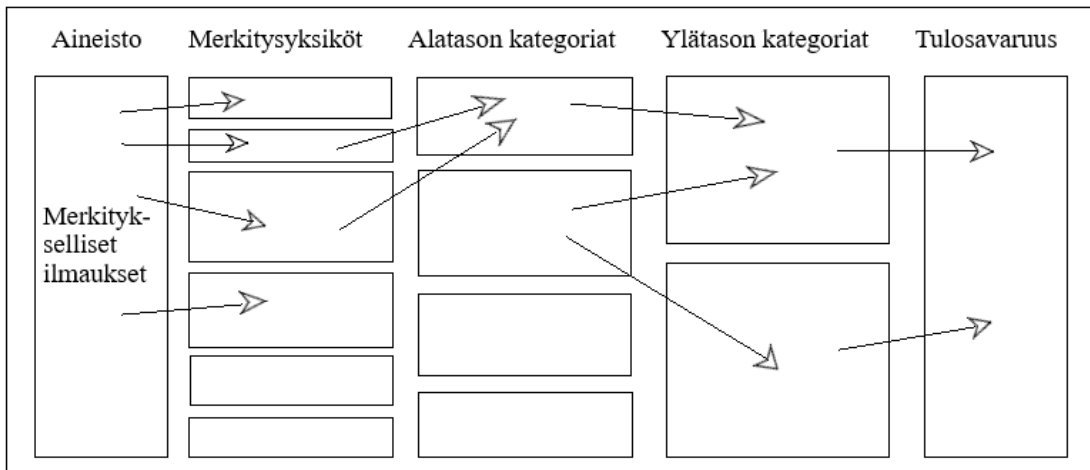 Aineisto Merkitysyksiköt Alatason kategoriat Ylätason kategoriat Tulosavaruus
Merkityk-
selliset
ilmaukset